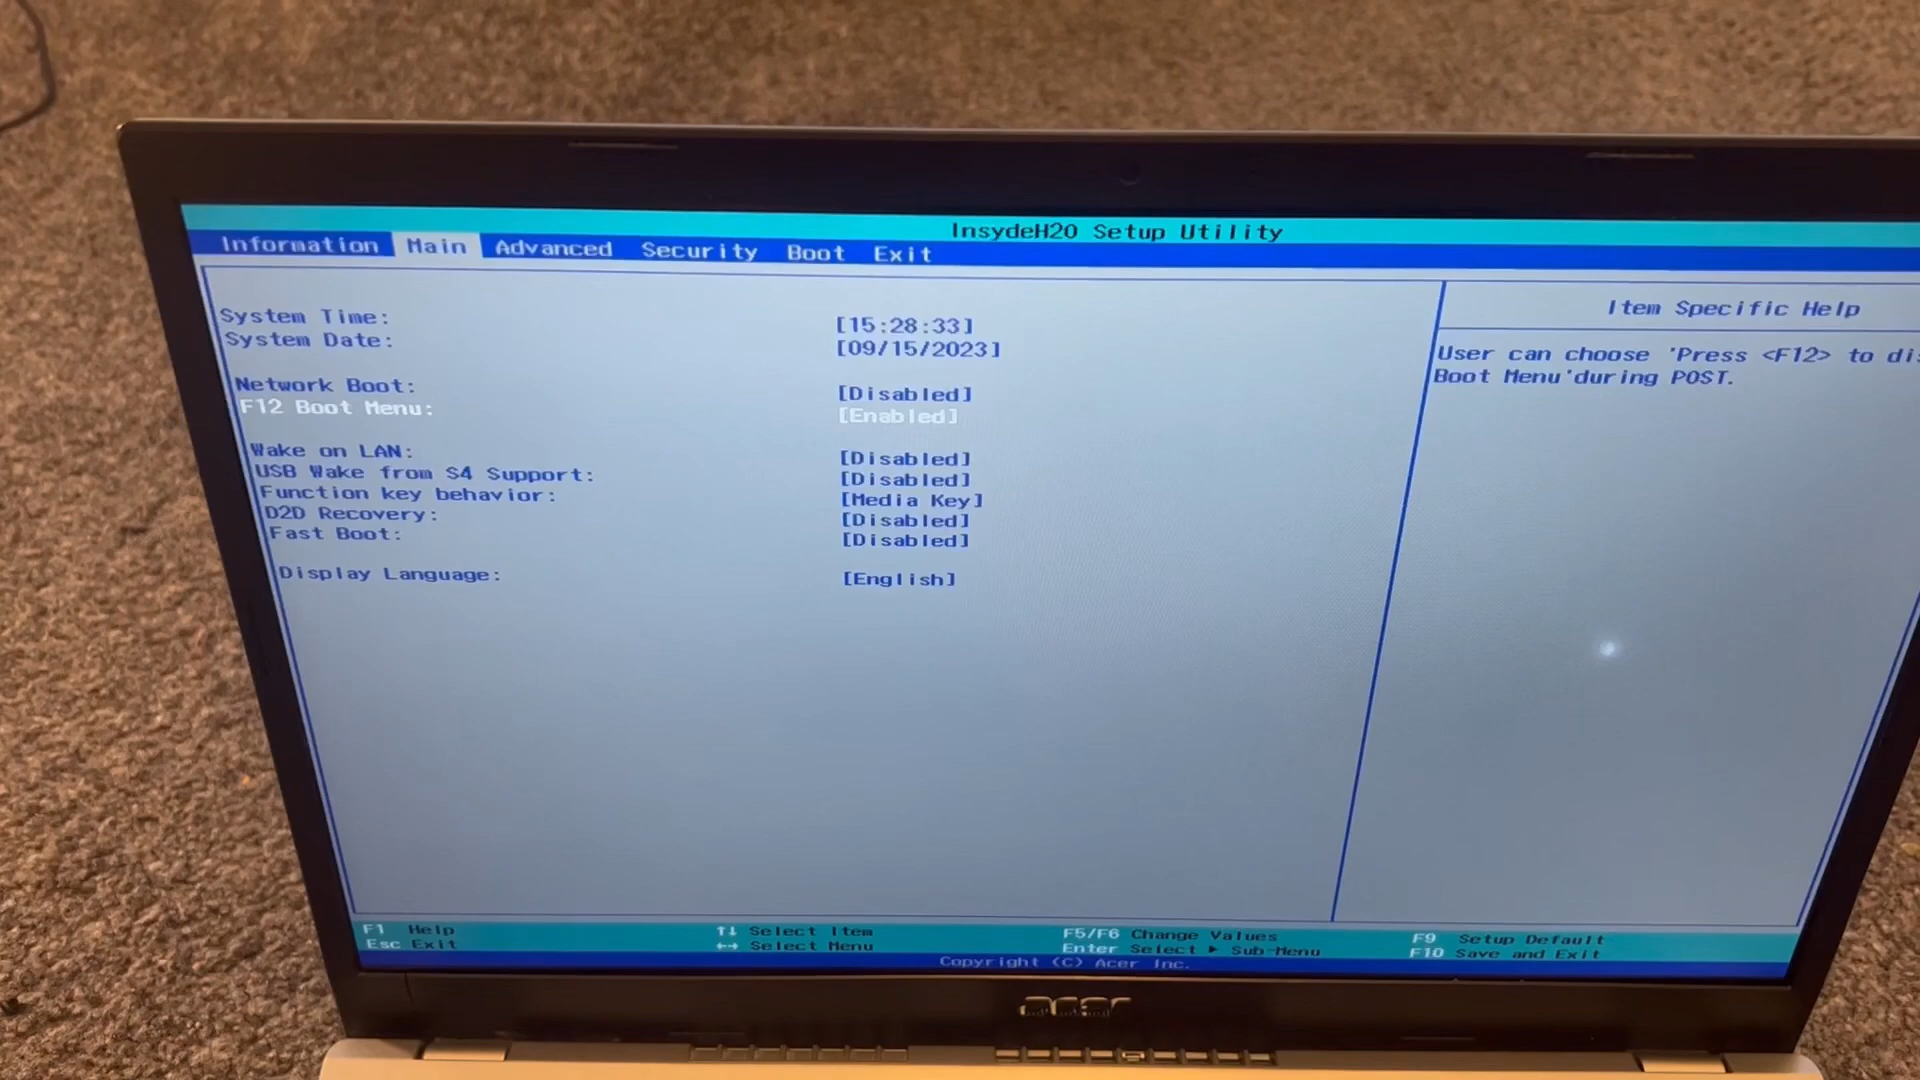 InsydeH20 Setup Utility
Information Main Advanced Security Boot Exit
System Time: [15:28:33]
System Date: [09/15/2023]
Network Boot: [Disabled]
F12 Boot Menu: [Enabled]
Wake on LAN: [Disabled]
USB Wake from S4 Support: [Disabled]
Function key behavior: [Media Key]
D2D Recovery: [Disabled]
Fast Boot: [Disabled]
Display Language: [English]
Item Specific Help
User can choose 'Press <F12> to
Boot Menu'during POST.
F1 Help ↑↓ Select Item F5/F6 Change Values F9 Setup Default
Esc Exit ←→ Select Menu Enter Select ▶ Sub-Menu F10 Save and Exit
Copyright (C) Acer Inc.
acer